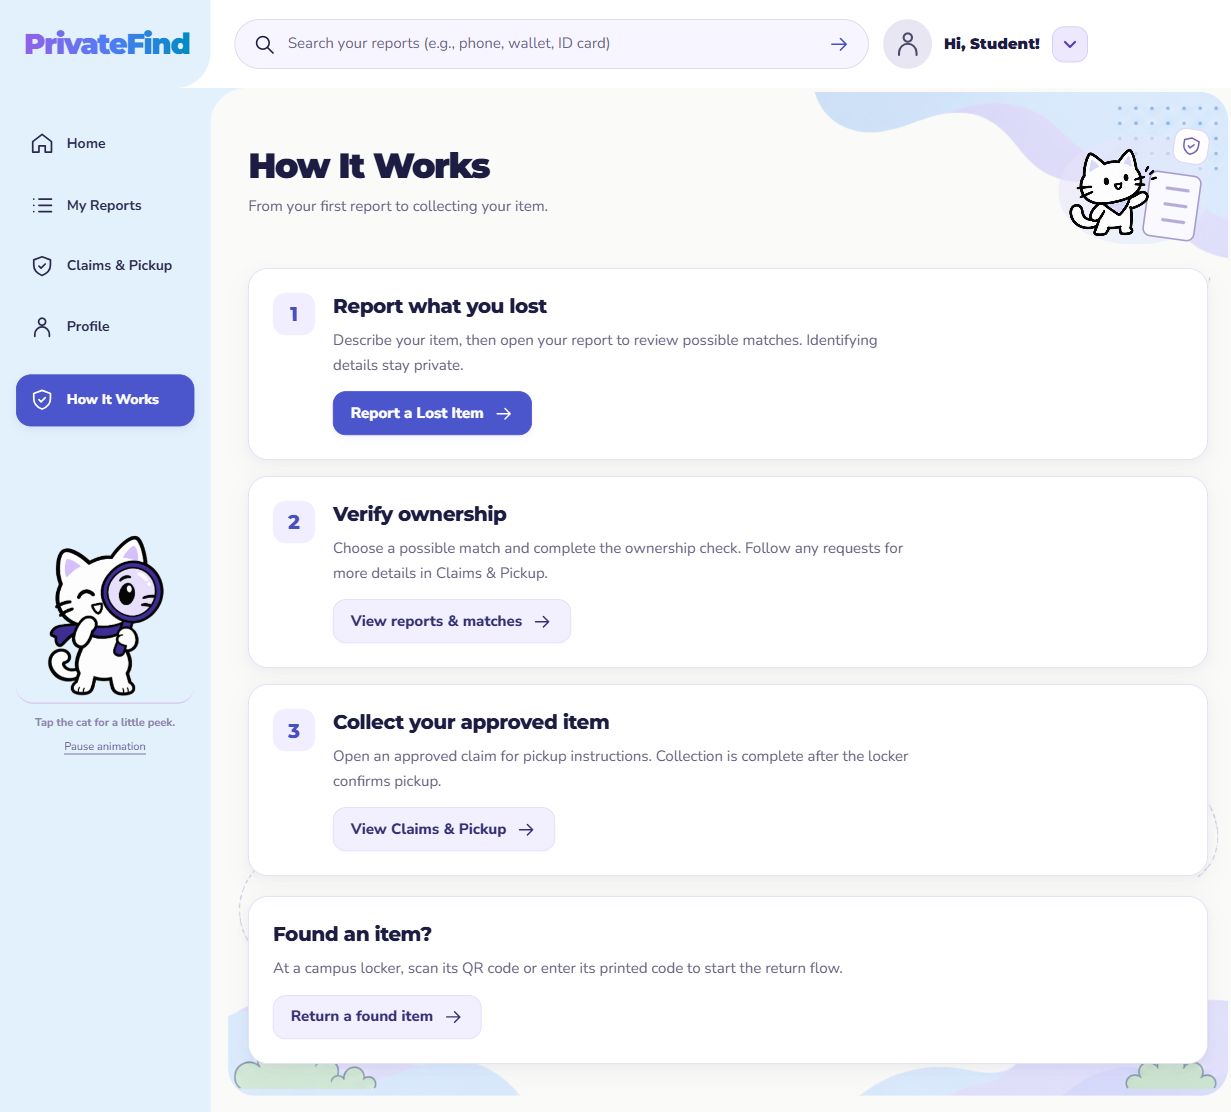 PrivateFind
Search your reports (e.g., phone, wallet, ID card)
Hi, Student!
Home
My Reports
Claims & Pickup
Profile
How It Works
Tap the cat for a little peek.
Pause animation
How It Works
From your first report to collecting your item.
1
Report what you lost
Describe your item, then open your report to review possible matches. Identifying
details stay private.
Report a Lost Item
2
Verify ownership
Choose a possible match and complete the ownership check. Follow any requests for
more details in Claims & Pickup.
View reports & matches
3
Collect your approved item
Open an approved claim for pickup instructions. Collection is complete after the locker
confirms pickup.
View Claims & Pickup
Found an item?
At a campus locker, scan its QR code or enter its printed code to start the return flow.
Return a found item